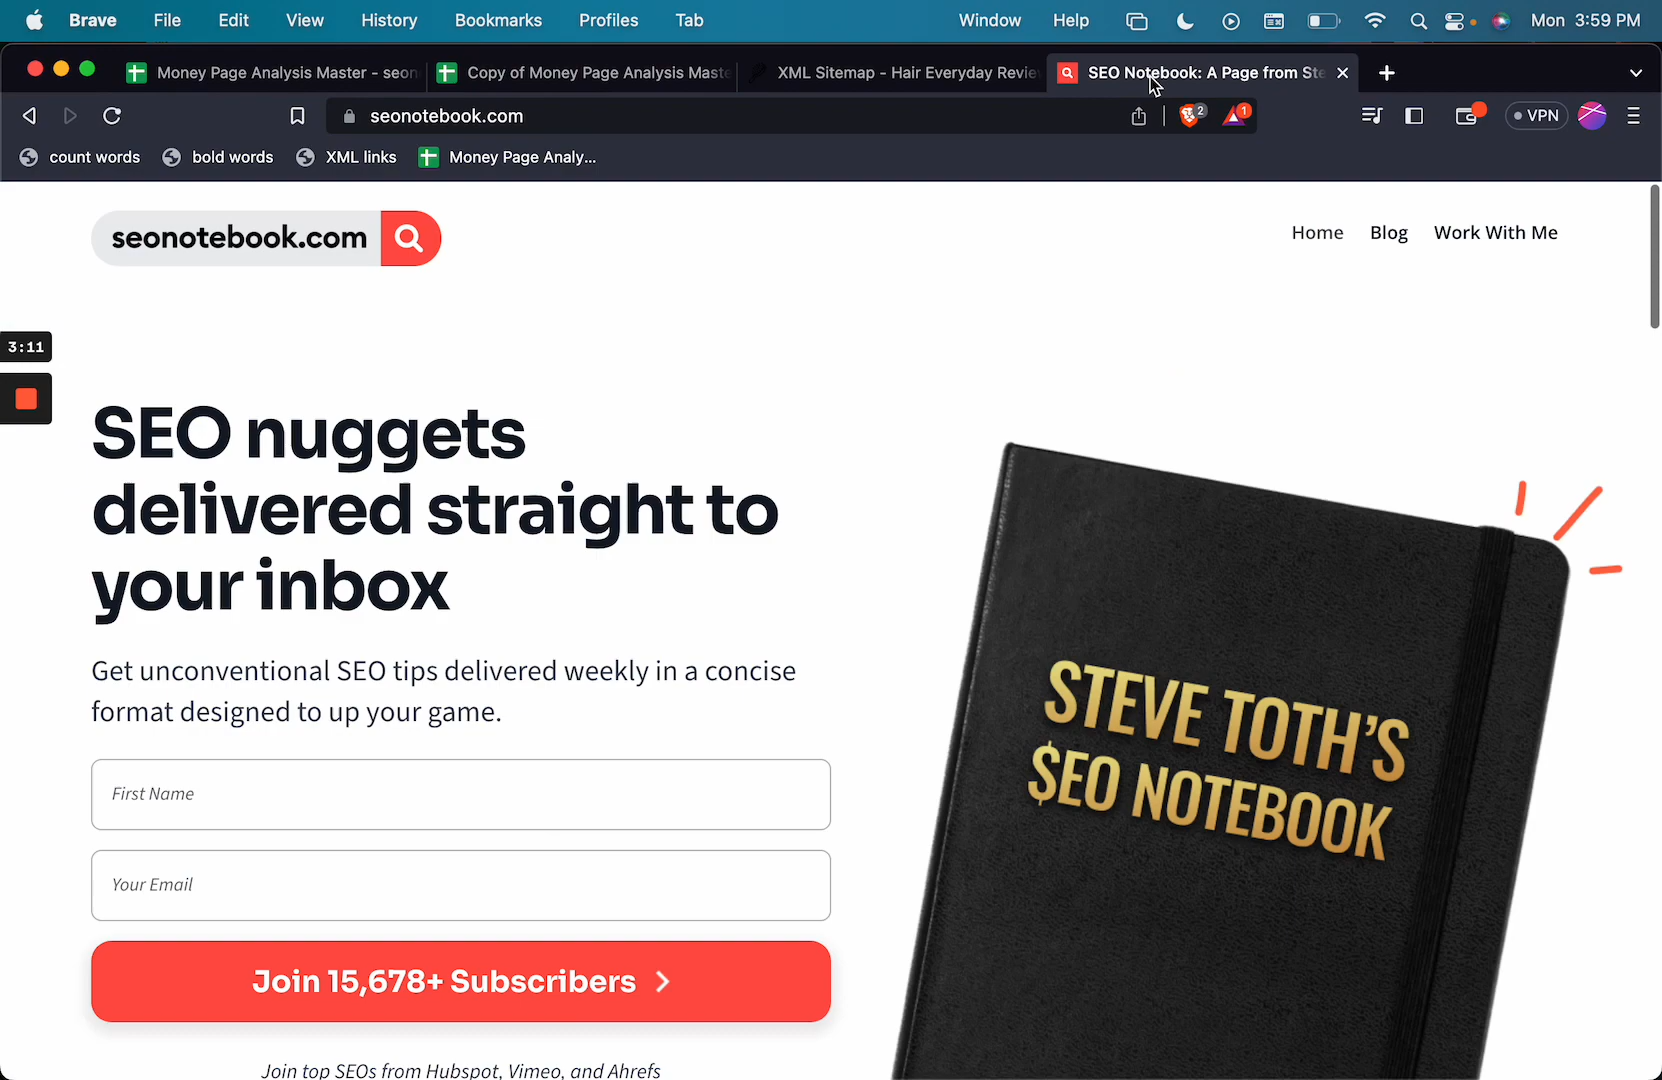 Brave File Edit View History Bookmarks Profiles Tab Window Help Mon 3:59 PM
Money Page Analysis Master - seon Copy of Money Page Analysis Maste XML Sitemap - Hair Everyday Revie SEO Notebook: A Page from Ste
seonotebook.com 2 1 VPN
count words bold words XML links Money Page Analy...
seonotebook.com Home Blog Work With Me
3:11
SEO nuggets
delivered straight to
your inbox
Get unconventional SEO tips delivered weekly in a concise
format designed to up your game.
First Name
Your Email
Join 15,678+ Subscribers
Join top SEOs from Hubspot, Vimeo, and Ahrefs
STEVE TOTH'S
$EO NOTEBOOK